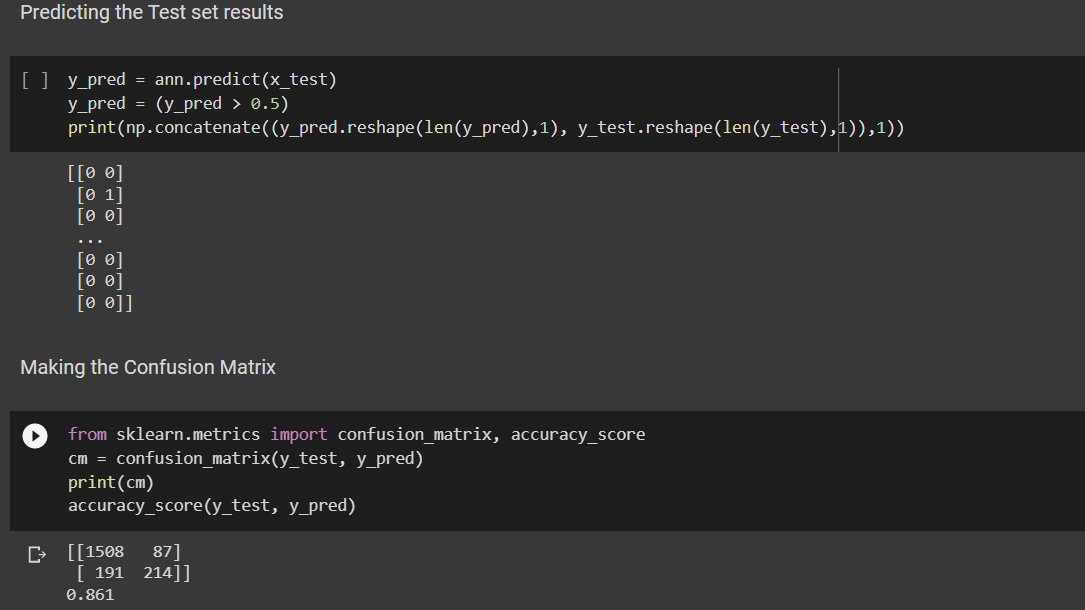 Predicting the Test set results
[ ] y_pred = ann.predict(x_test)
y_pred = (y_pred > 0.5)
print(np.concatenate((y_pred.reshape(len(y_pred),1), y_test.reshape(len(y_test),1)),1))
[[0 0]
[0 1]
[0 0]
...
[0 0]
[0 0]
[0 0]]
Making the Confusion Matrix
from sklearn.metrics import confusion_matrix, accuracy_score
cm = confusion_matrix(y_test, y_pred)
print(cm)
accuracy_score(y_test, y_pred)
[[1508 87]
[ 191 214]]
0.861